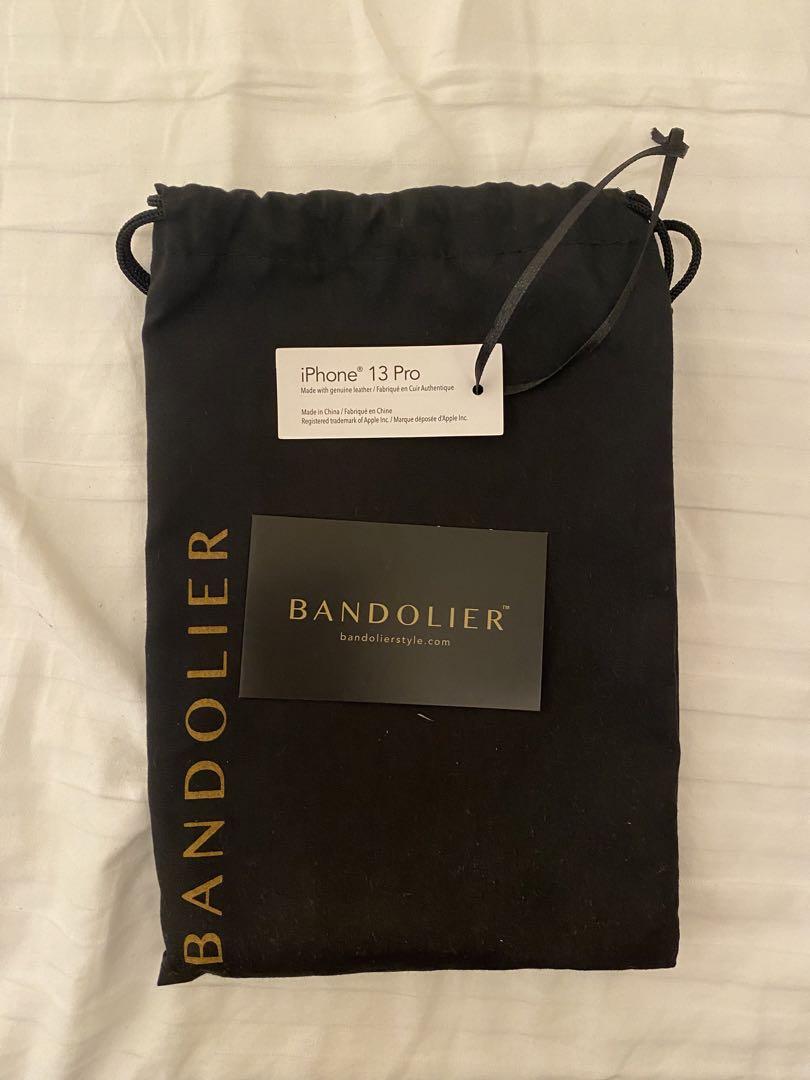 iPhone® 13 Pro
Made with genuine leather / Fabriqué en Cuir Authentique
Made in China / Fabriqué en Chine
Registered trademark of Apple Inc. / Marque déposée d'Apple Inc.
BANDOLIER™
bandolierstyle.com
BANDOLIER